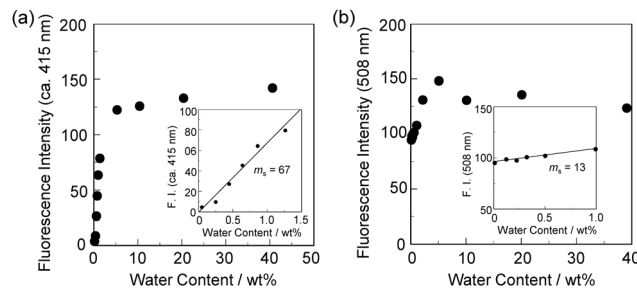 (a)
Fluorescence Intensity (ca. 415 nm)
200
150
100
50
0
0 10 20 30 40 50
Water Content / wt%
F. I. (ca. 415 nm)
100
80
0
0.0 0.5 1.0 1.5
Water Content / wt%
mₛ = 67
(b)
Fluorescence Intensity (508 nm)
200
150
100
50
0
0 10 20 30 40
Water Content / wt%
F. I. (508 nm)
150
100
50
0.0 0.5 1.0
Water Content / wt%
mₛ = 13